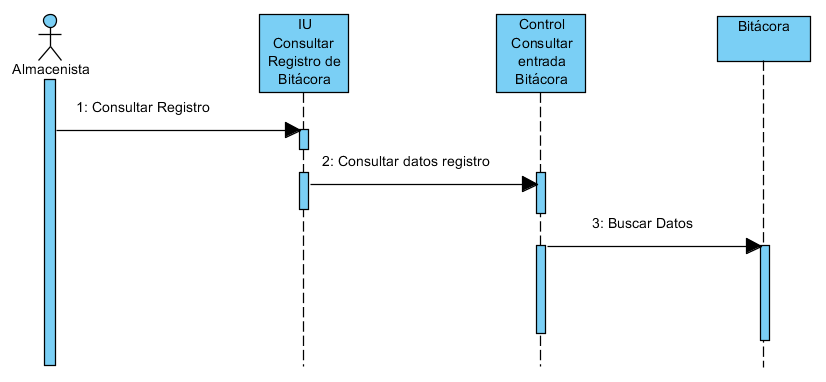 IU
Consultar
Registro de
Bitácora
Control
Consultar
entrada
Bitácora
Bitácora
Almacenista
1: Consultar Registro
2: Consultar datos registro
3: Buscar Datos